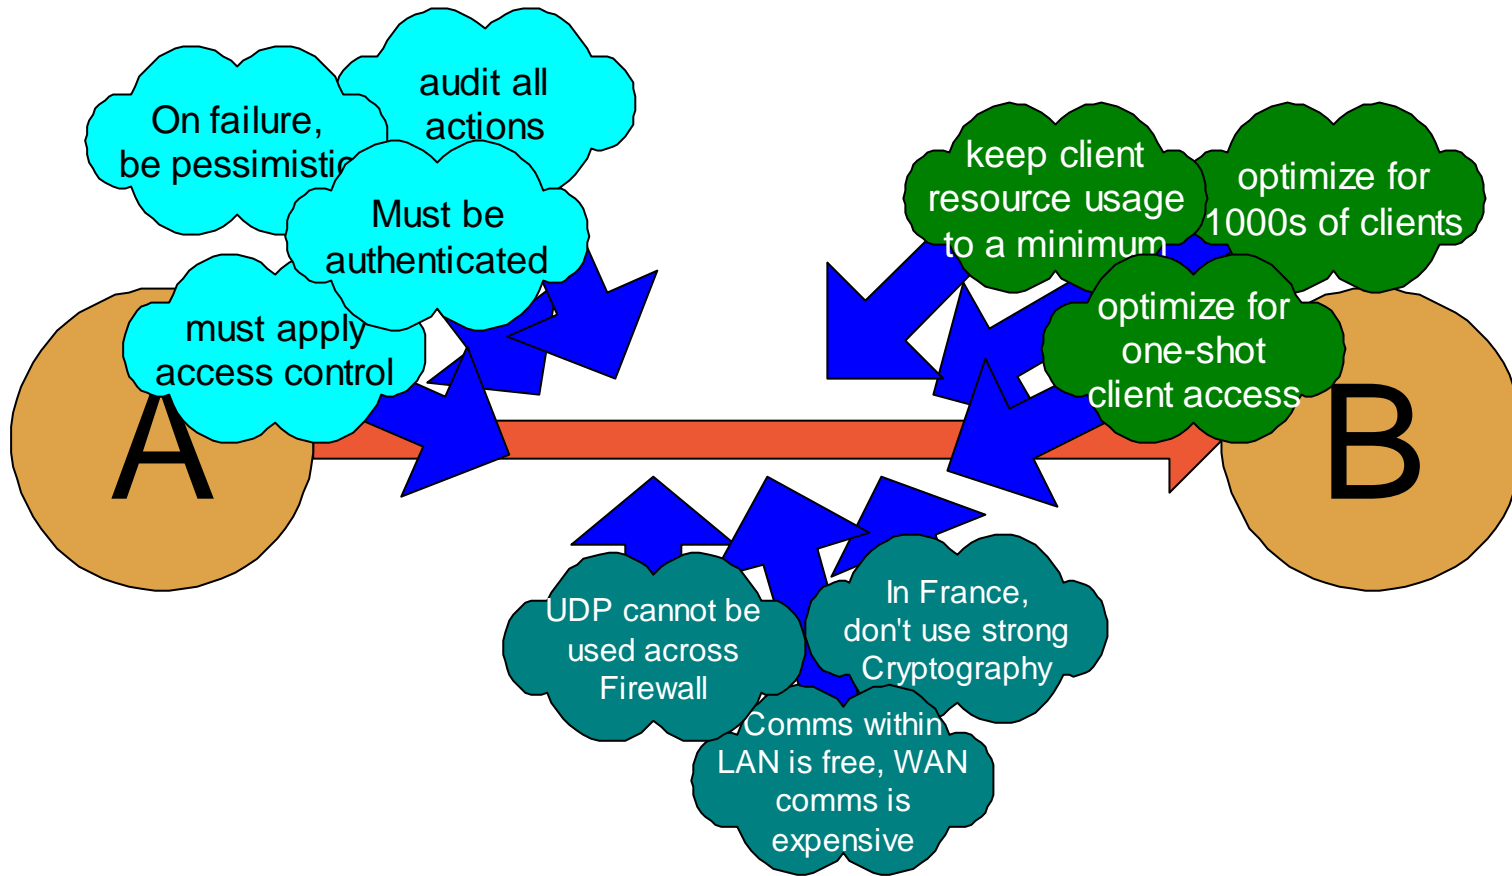 audit all
actions
On failure,
be pessimistic
Must be
authenticated
must apply
access control
A
keep client
resource usage
to a minimum
optimize for
1000s of clients
optimize for
one-shot
client access
B
UDP cannot be
used across
Firewall
In France,
don't use strong
Cryptography
Comms within
LAN is free, WAN
comms is
expensive